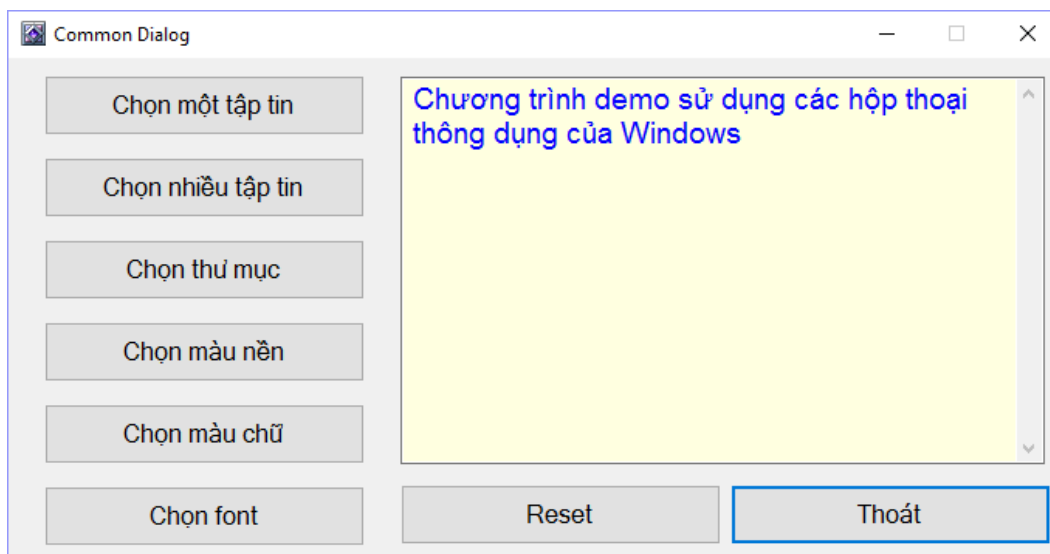 Common Dialog
Chọn một tập tin
Chọn nhiều tập tin
Chọn thư mục
Chọn màu nền
Chọn màu chữ
Chọn font
Chương trình demo sử dụng các hộp thoại
thông dụng của Windows
Reset
Thoát